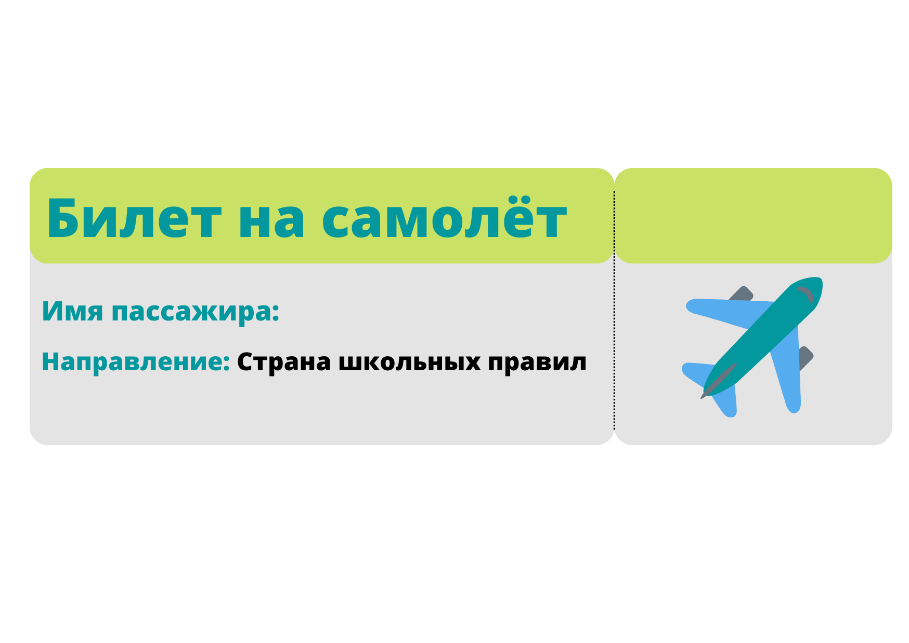 Билет на самолёт
Имя пассажира:
Направление: Страна школьных правил